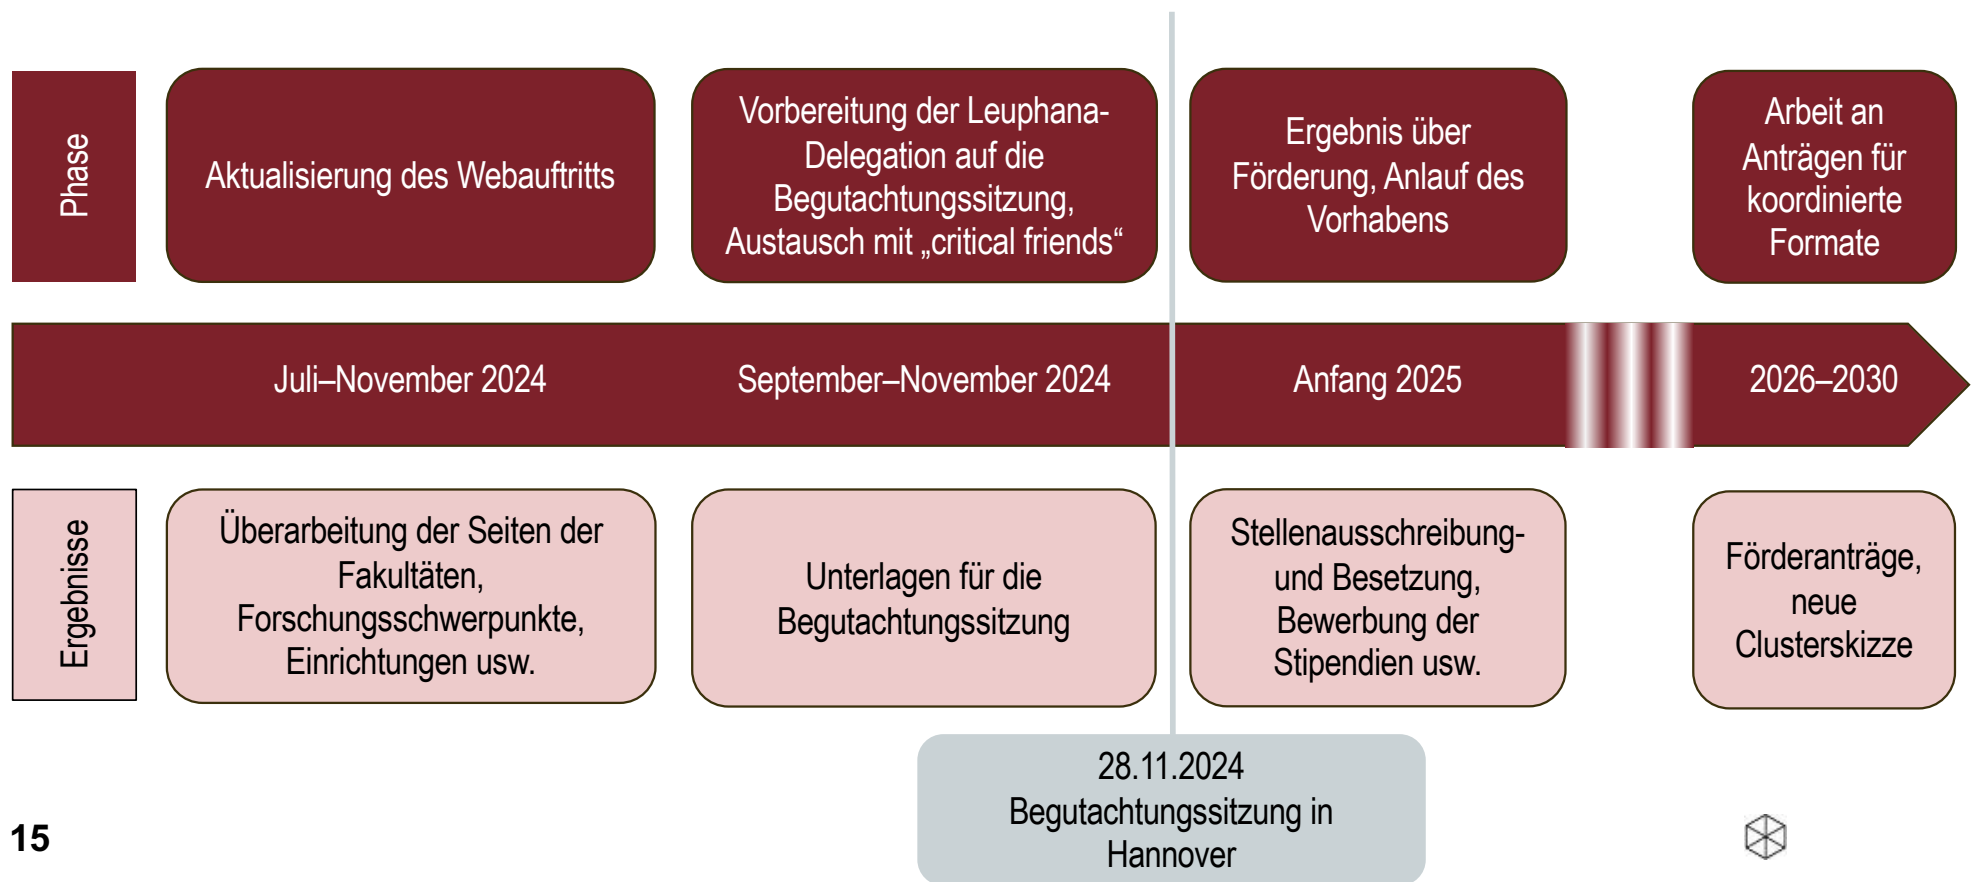 Phase
Aktualisierung des Webauftritts
Vorbereitung der Leuphana-
Delegation auf die
Begutachtungssitzung,
Austausch mit „critical friends“
Ergebnis über
Förderung, Anlauf des
Vorhabens
Arbeit an
Anträgen für
koordinierte
Formate
Juli–November 2024
September–November 2024
Anfang 2025
2026–2030
Ergebnisse
Überarbeitung der Seiten der
Fakultäten,
Forschungsschwerpunkte,
Einrichtungen usw.
Unterlagen für die
Begutachtungssitzung
Stellenausschreibung-
und Besetzung,
Bewerbung der
Stipendien usw.
Förderanträge,
neue
Clusterskizze
28.11.2024
Begutachtungssitzung in
Hannover
15